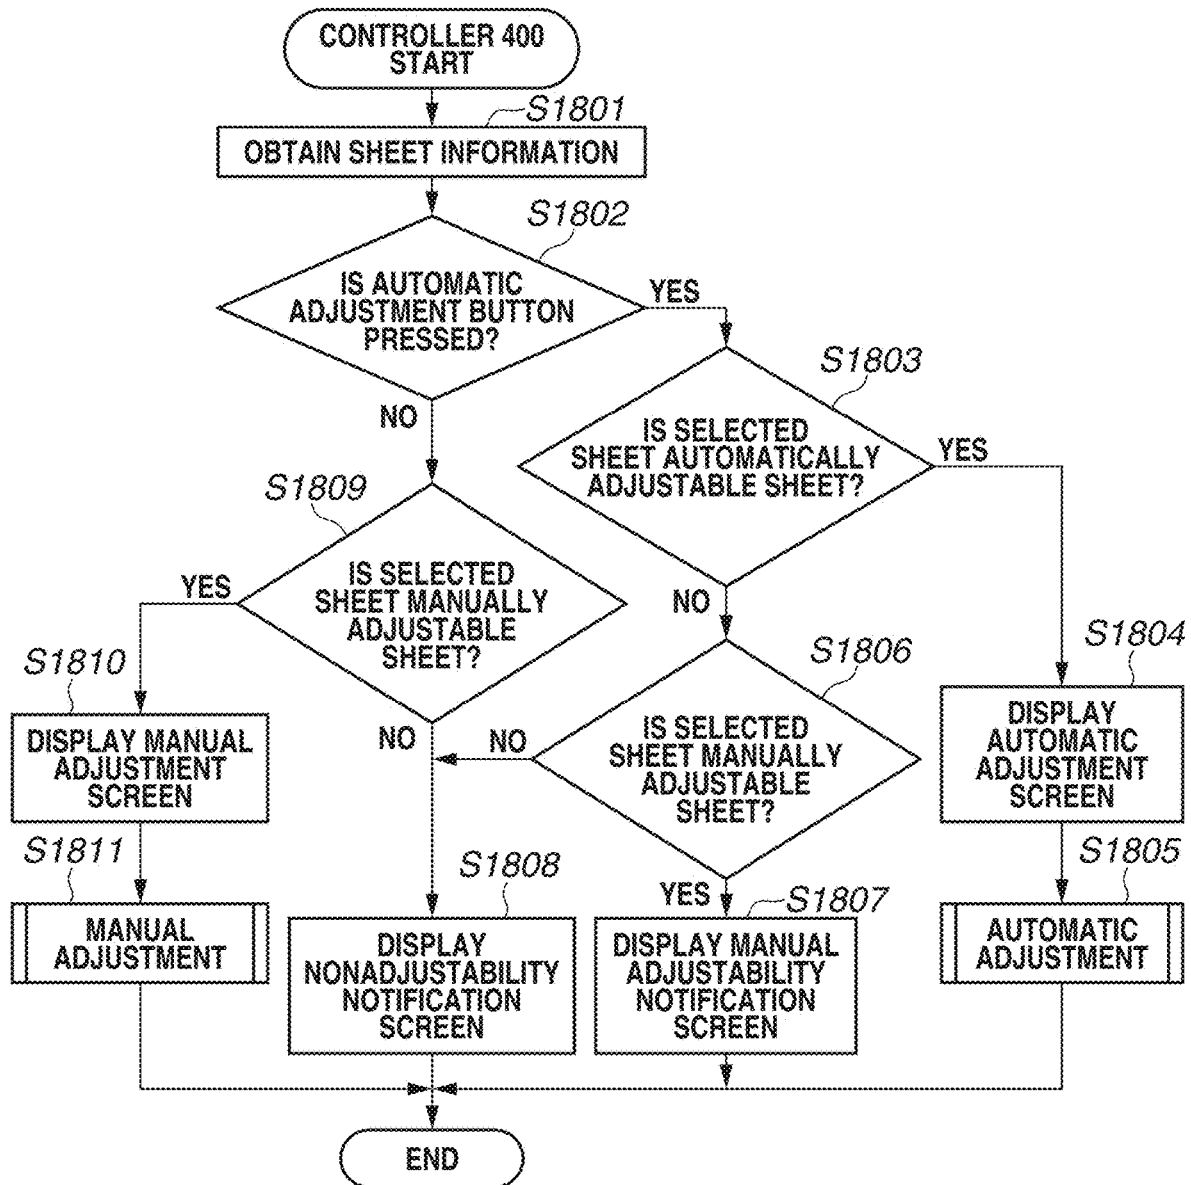 CONTROLLER 400
START
S1801
OBTAIN SHEET INFORMATION
S1802
IS AUTOMATIC
ADJUSTMENT BUTTON
PRESSED?
YES
NO
S1803
IS SELECTED
SHEET AUTOMATICALLY
ADJUSTABLE SHEET?
YES
NO
S1809
IS SELECTED
SHEET MANUALLY
ADJUSTABLE
SHEET?
YES
NO
S1806
IS SELECTED
SHEET MANUALLY
ADJUSTABLE
SHEET?
NO
YES
S1804
DISPLAY
AUTOMATIC
ADJUSTMENT
SCREEN
S1810
DISPLAY MANUAL
ADJUSTMENT
SCREEN
S1811
MANUAL
ADJUSTMENT
S1808
DISPLAY
NONADJUSTABILITY
NOTIFICATION
SCREEN
S1807
DISPLAY MANUAL
ADJUSTABILITY
NOTIFICATION
SCREEN
S1805
AUTOMATIC
ADJUSTMENT
END